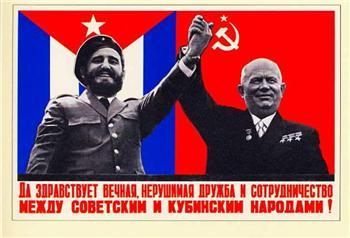 ДА ЗДРАВСТВУЕТ ВЕЧНАЯ, НЕРУШИМАЯ ДРУЖБА И СОТРУДНИЧЕСТВО
МЕЖДУ СОВЕТСКИМ И КУБИНСКИМ НАРОДАМИ!